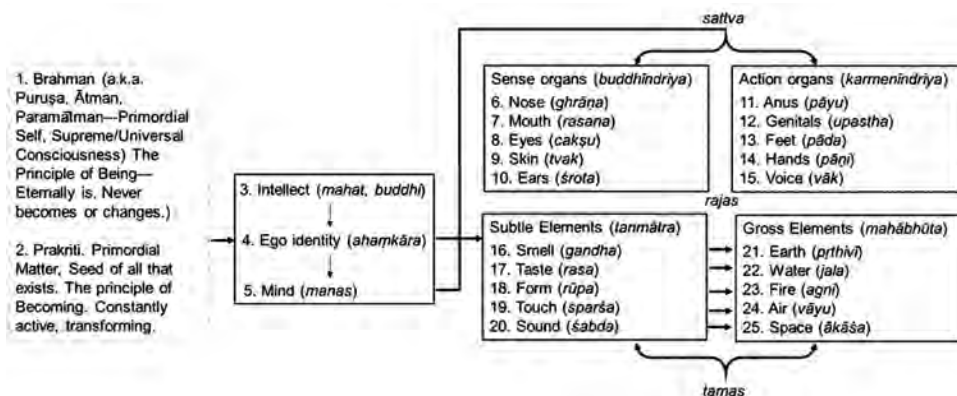 sattva
1. Brahman (a.k.a.
Puruṣa, Ātman,
Paramātman—Primordial
Self, Supreme/Universal
Consciousness) The
Principle of Being—
Eternally is. Never
becomes or changes.)
2. Prakriti. Primordial
Matter, Seed of all that
exists. The principle of
Becoming. Constantly
active, transforming.
3. Intellect (mahat, buddhi)
4. Ego identity (ahaṃkāra)
5. Mind (manas)
Sense organs (buddhīndriya)
6. Nose (ghrāṇa)
7. Mouth (rasana)
8. Eyes (cakṣu)
9. Skin (tvak)
10. Ears (śrota)
Action organs (karmenīndriya)
11. Anus (pāyu)
12. Genitals (upastha)
13. Feet (pāda)
14. Hands (pāṇi)
15. Voice (vāk)
rajas
Subtle Elements (tanmātra)
16. Smell (gandha)
17. Taste (rasa)
18. Form (rūpa)
19. Touch (sparśa)
20. Sound (śabda)
Gross Elements (mahābhūta)
21. Earth (pṛthivī)
22. Water (jala)
23. Fire (agni)
24. Air (vāyu)
25. Space (ākāśa)
tamas